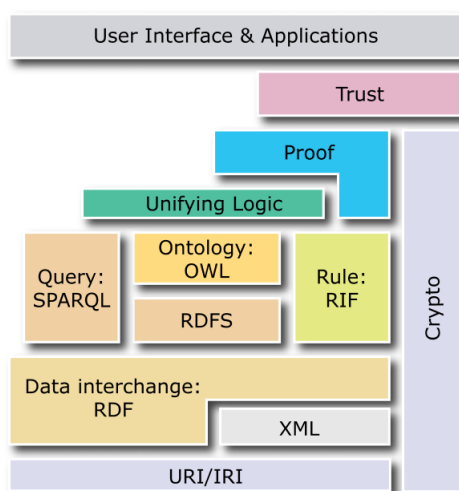 User Interface & Applications
Trust
Proof
Unifying Logic
Query:
SPARQL
Ontology:
OWL
RDFS
Rule:
RIF
Crypto
Data interchange:
RDF
XML
URI/IRI